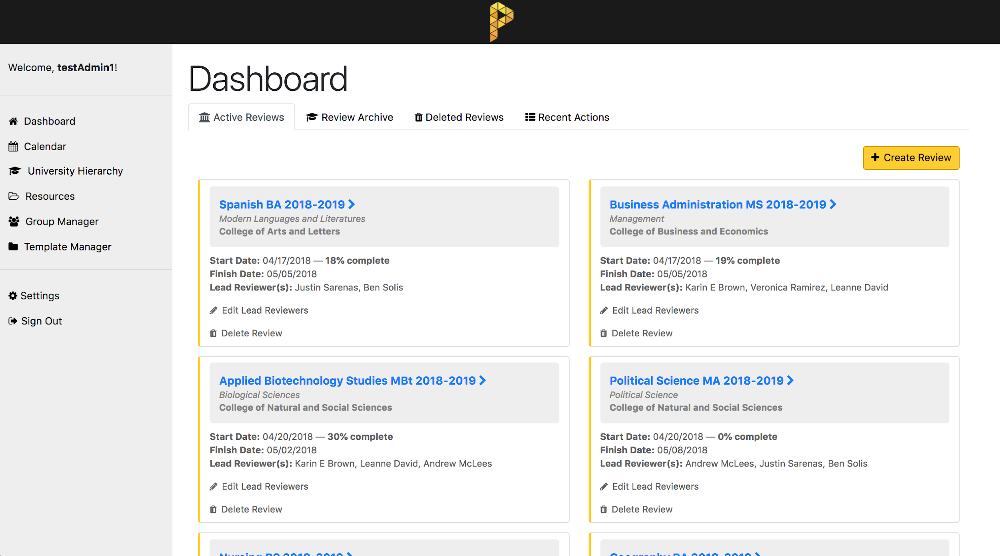 Welcome, testAdmin1!
Dashboard
Calendar
University Hierarchy
Resources
Group Manager
Template Manager
Settings
Sign Out
Dashboard
Active Reviews
Review Archive
Deleted Reviews
Recent Actions
Create Review
Spanish BA 2018-2019
Modern Languages and Literatures
College of Arts and Letters
Start Date: 04/17/2018 — 18% complete
Finish Date: 05/05/2018
Lead Reviewer(s): Justin Sarenas, Ben Solis
Edit Lead Reviewers
Delete Review
Business Administration MS 2018-2019
Management
College of Business and Economics
Start Date: 04/17/2018 — 19% complete
Finish Date: 05/05/2018
Lead Reviewer(s): Karin E Brown, Veronica Ramirez, Leanne David
Edit Lead Reviewers
Delete Review
Applied Biotechnology Studies MBt 2018-2019
Biological Sciences
College of Natural and Social Sciences
Start Date: 04/20/2018 — 30% complete
Finish Date: 05/02/2018
Lead Reviewer(s): Karin E Brown, Leanne David, Andrew McLees
Edit Lead Reviewers
Delete Review
Political Science MA 2018-2019
Political Science
College of Natural and Social Sciences
Start Date: 04/20/2018 — 0% complete
Finish Date: 05/08/2018
Lead Reviewer(s): Andrew McLees, Justin Sarenas, Ben Solis
Edit Lead Reviewers
Delete Review
Nursing BS 2018-2019
Geography BA 2018-2019